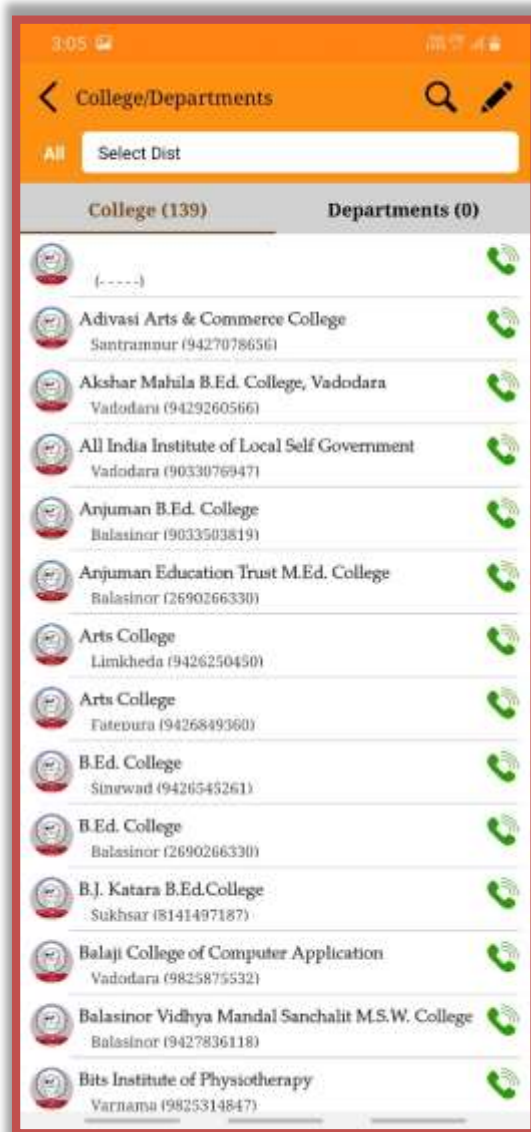 3:05
College/Departments
All Select Dist
College (139) Departments (0)
(- - - - -)
Adivasi Arts & Commerce College
Santrampur (9427078656)
Akshar Mahila B.Ed. College, Vadodara
Vadodara (9429260566)
All India Institute of Local Self Government
Vadodara (9033076947)
Anjuman B.Ed. College
Balasinor (9033503819)
Anjuman Education Trust M.Ed. College
Balasinor (2690266330)
Arts College
Limkheda (9426250450)
Arts College
Fatepura (9426849360)
B.Ed. College
Singwad (9426545261)
B.Ed. College
Balasinor (2690266330)
B.J. Katara B.Ed.College
Sukhsar (8141497187)
Balaji College of Computer Application
Vadodara (9825875532)
Balasinor Vidhya Mandal Sanchalit M.S.W. College
Balasinor (9427836118)
Bits Institute of Physiotherapy
Varnama (9825314847)